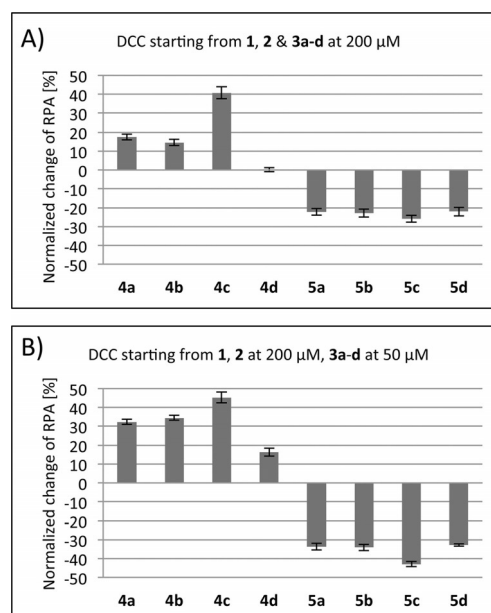 A)
DCC starting from 1, 2 & 3a-d at 200 µM
Normalized change of RPA [%]
50
40
30
20
10
0
-10
-20
-30
-40
-50
4a 4b 4c 4d 5a 5b 5c 5d
B)
DCC starting from 1, 2 at 200 µM, 3a-d at 50 µM
Normalized change of RPA [%]
50
40
30
20
10
0
-10
-20
-30
-40
-50
4a 4b 4c 4d 5a 5b 5c 5d